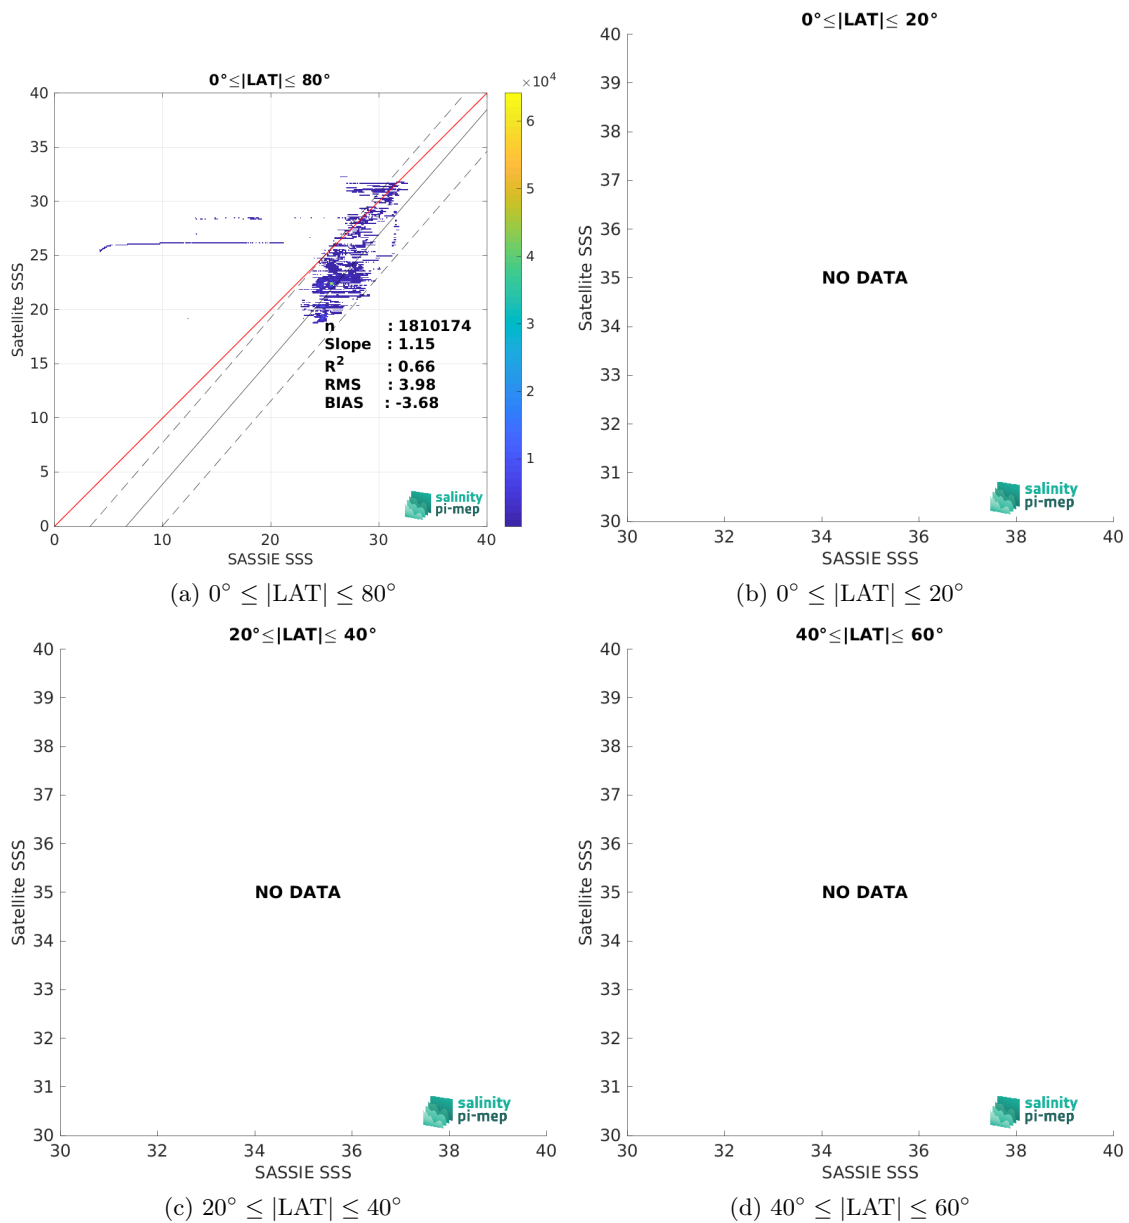 0°≤|LAT|≤ 80°
×10⁴
40
35
30
25
20
15
10
5
0
0 10 20 30 40
6
5
4
3
2
1
Satellite SSS
SASSIE SSS
n : 1810174
Slope : 1.15
R² : 0.66
RMS : 3.98
BIAS : -3.68
salinity
pi-mep
(a) 0° ≤ |LAT| ≤ 80°
0°≤|LAT|≤ 20°
40
39
38
37
36
35
34
33
32
31
30
30 32 34 36 38 40
Satellite SSS
SASSIE SSS
NO DATA
salinity
pi-mep
(b) 0° ≤ |LAT| ≤ 20°
20°≤|LAT|≤ 40°
40
39
38
37
36
35
34
33
32
31
30
30 32 34 36 38 40
Satellite SSS
SASSIE SSS
NO DATA
salinity
pi-mep
(c) 20° ≤ |LAT| ≤ 40°
40°≤|LAT|≤ 60°
40
39
38
37
36
35
34
33
32
31
30
30 32 34 36 38 40
Satellite SSS
SASSIE SSS
NO DATA
salinity
pi-mep
(d) 40° ≤ |LAT| ≤ 60°